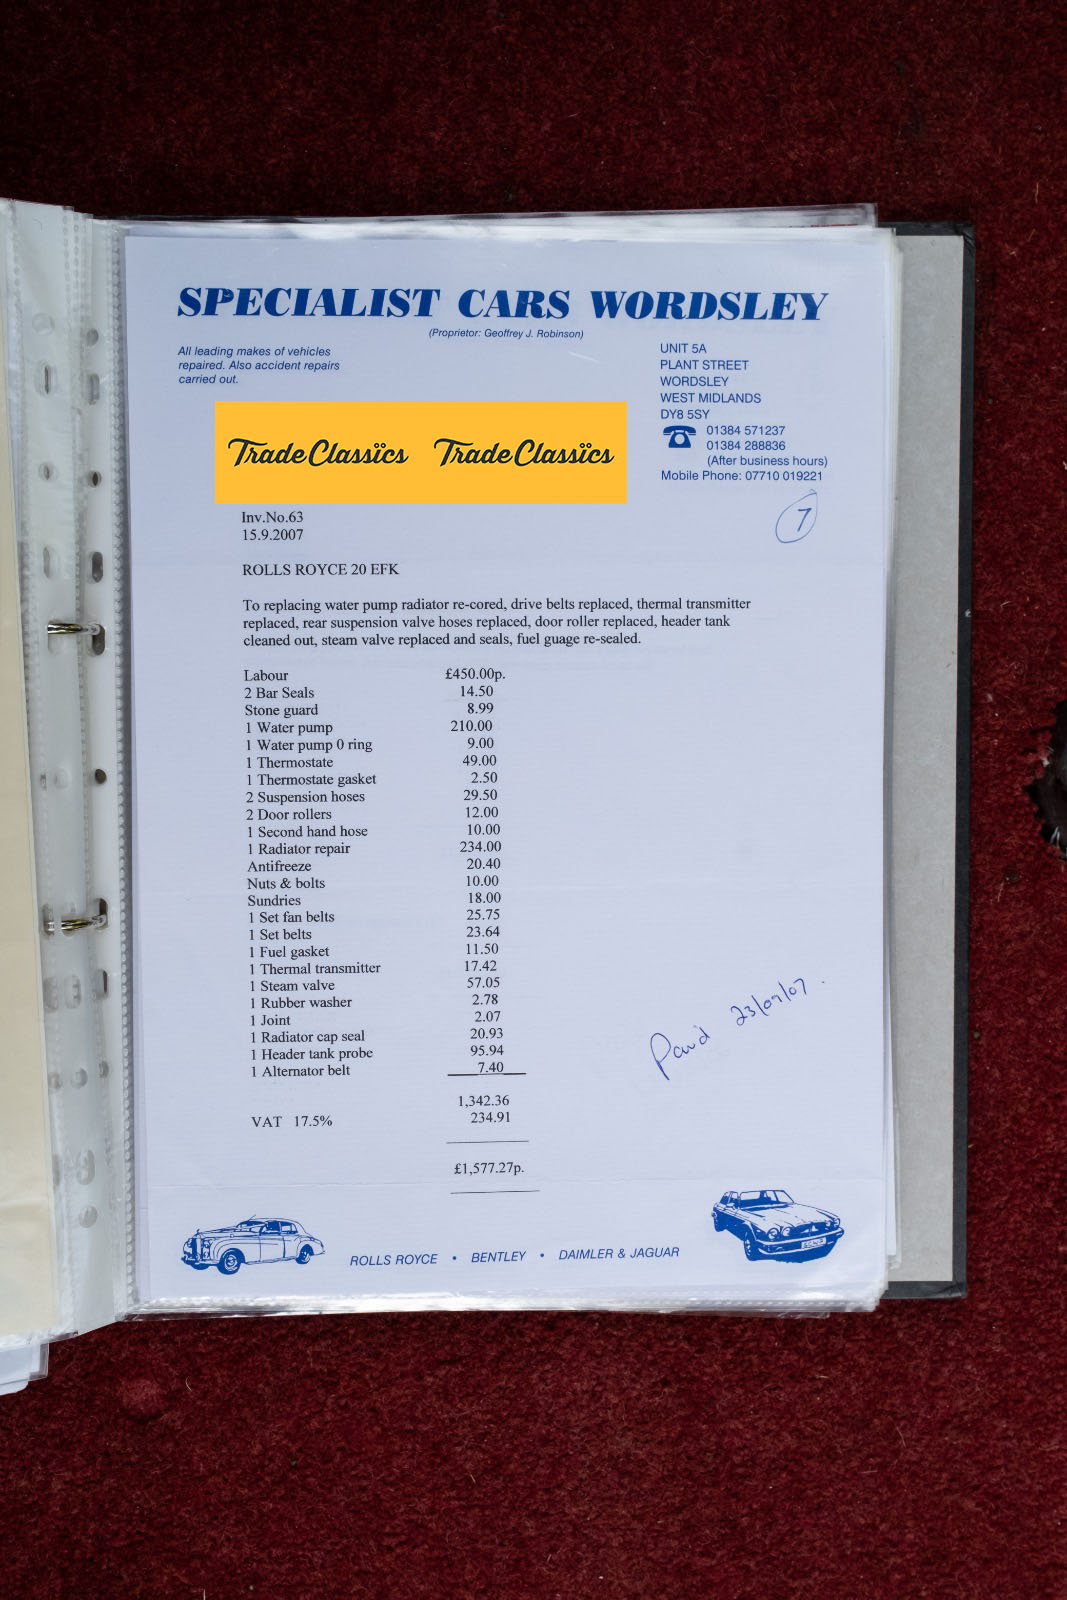 SPECIALIST CARS WORDSLEY
(Proprietor: Geoffrey J. Robinson)
All leading makes of vehicles
repaired. Also accident repairs
carried out.
UNIT 5A
PLANT STREET
WORDSLEY
WEST MIDLANDS
DY8 5SY
01384 571237
01384 288836
(After business hours)
Mobile Phone: 07710 019221
Trade Classics Trade Classics
7
Inv.No.63
15.9.2007
ROLLS ROYCE 20 EFK
To replacing water pump radiator re-cored, drive belts replaced, thermal transmitter
replaced, rear suspension valve hoses replaced, door roller replaced, header tank
cleaned out, steam valve replaced and seals, fuel guage re-sealed.
Labour £450.00p.
2 Bar Seals 14.50
Stone guard 8.99
1 Water pump 210.00
1 Water pump 0 ring 9.00
1 Thermostate 49.00
1 Thermostate gasket 2.50
2 Suspension hoses 29.50
2 Door rollers 12.00
1 Second hand hose 10.00
1 Radiator repair 234.00
Antifreeze 20.40
Nuts & bolts 10.00
Sundries 18.00
1 Set fan belts 25.75
1 Set belts 23.64
1 Fuel gasket 11.50
1 Thermal transmitter 17.42
1 Steam valve 57.05
1 Rubber washer 2.78
1 Joint 2.07
1 Radiator cap seal 20.93
1 Header tank probe 95.94
1 Alternator belt 7.40
Paid 23/09/07.
1,342.36
VAT 17.5% 234.91
£1,577.27p.
ROLLS ROYCE • BENTLEY • DAIMLER & JAGUAR